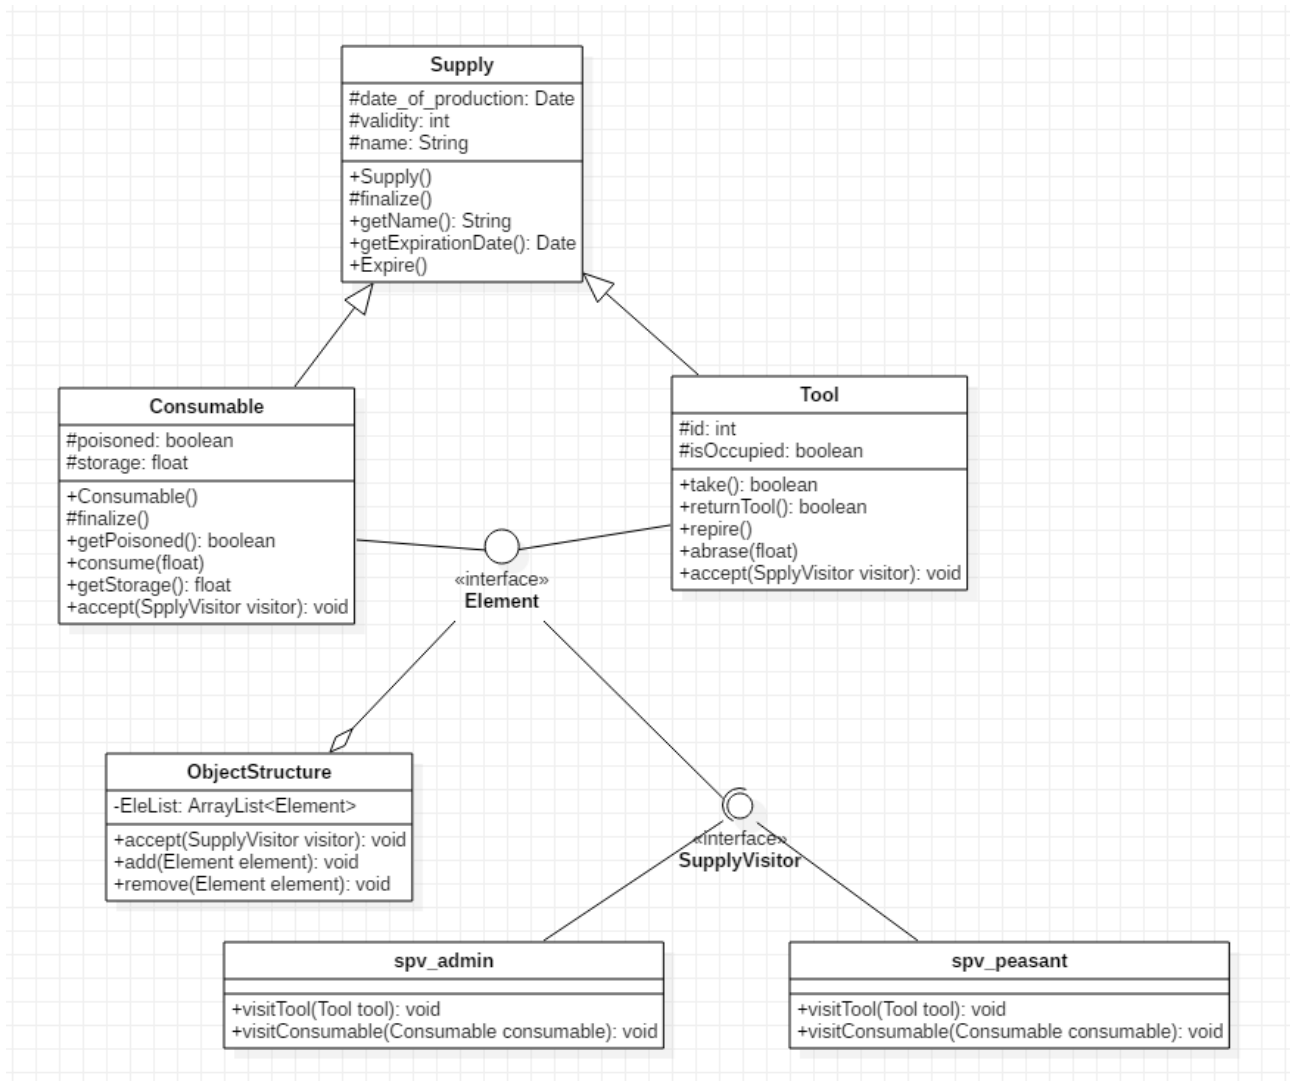 Supply
#date_of_production: Date
#validity: int
#name: String
+Supply()
#finalize()
+getName(): String
+getExpirationDate(): Date
+Expire()
Consumable
#poisoned: boolean
#storage: float
+Consumable()
#finalize()
+getPoisoned(): boolean
+consume(float)
+getStorage(): float
+accept(SpplyVisitor visitor): void
Tool
#id: int
#isOccupied: boolean
+take(): boolean
+returnTool(): boolean
+repire()
+abrase(float)
+accept(SpplyVisitor visitor): void
«interface»
Element
ObjectStructure
-EleList: ArrayList<Element>
+accept(SupplyVisitor visitor): void
+add(Element element): void
+remove(Element element): void
«interface»
SupplyVisitor
spv_admin
+visitTool(Tool tool): void
+visitConsumable(Consumable consumable): void
spv_peasant
+visitTool(Tool tool): void
+visitConsumable(Consumable consumable): void